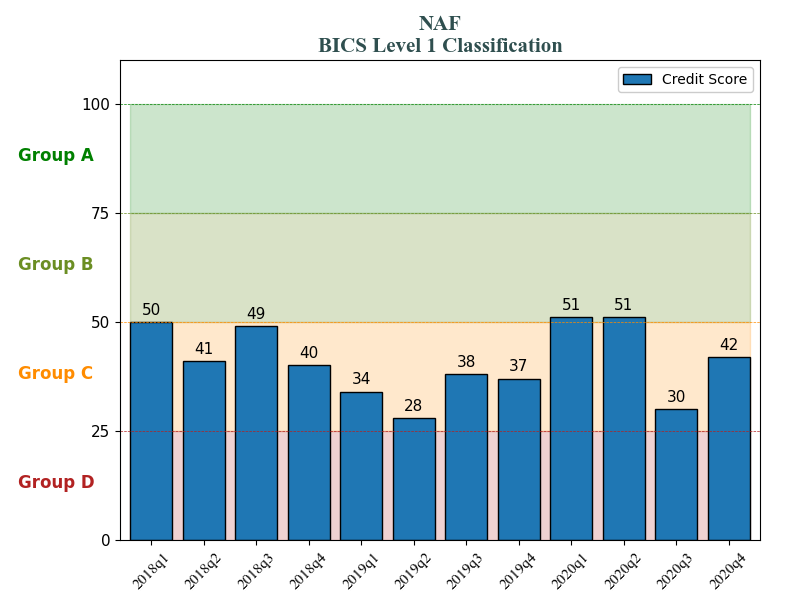 NAF
BICS Level 1 Classification
Credit Score
100
Group A
75
Group B
50
Group C
25
Group D
0
50
41
49
40
34
28
38
37
51
51
30
42
2018q1
2018q2
2018q3
2018q4
2019q1
2019q2
2019q3
2019q4
2020q1
2020q2
2020q3
2020q4